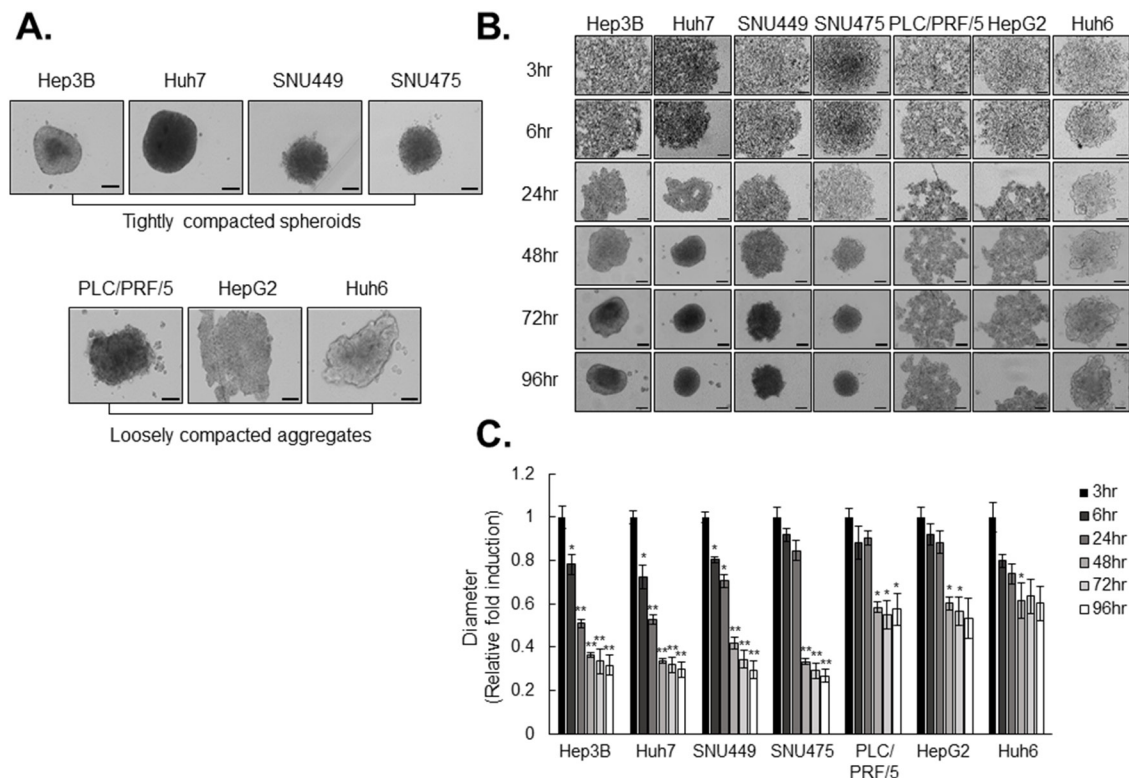 A.
Hep3B Huh7 SNU449 SNU475
Tightly compacted spheroids
PLC/PRF/5 HepG2 Huh6
Loosely compacted aggregates
B.
Hep3B Huh7 SNU449 SNU475 PLC/PRF/5 HepG2 Huh6
3hr
6hr
24hr
48hr
72hr
96hr
C.
Diameter
(Relative fold induction)
1.2
1
0.8
0.6
0.4
0.2
0
* ** ** ** **
* ** ** ** **
* * ** ** **
** ** **
* * *
* *
*
Hep3B Huh7 SNU449 SNU475 PLC/ HepG2 Huh6
PRF/5
3hr
6hr
24hr
48hr
72hr
96hr